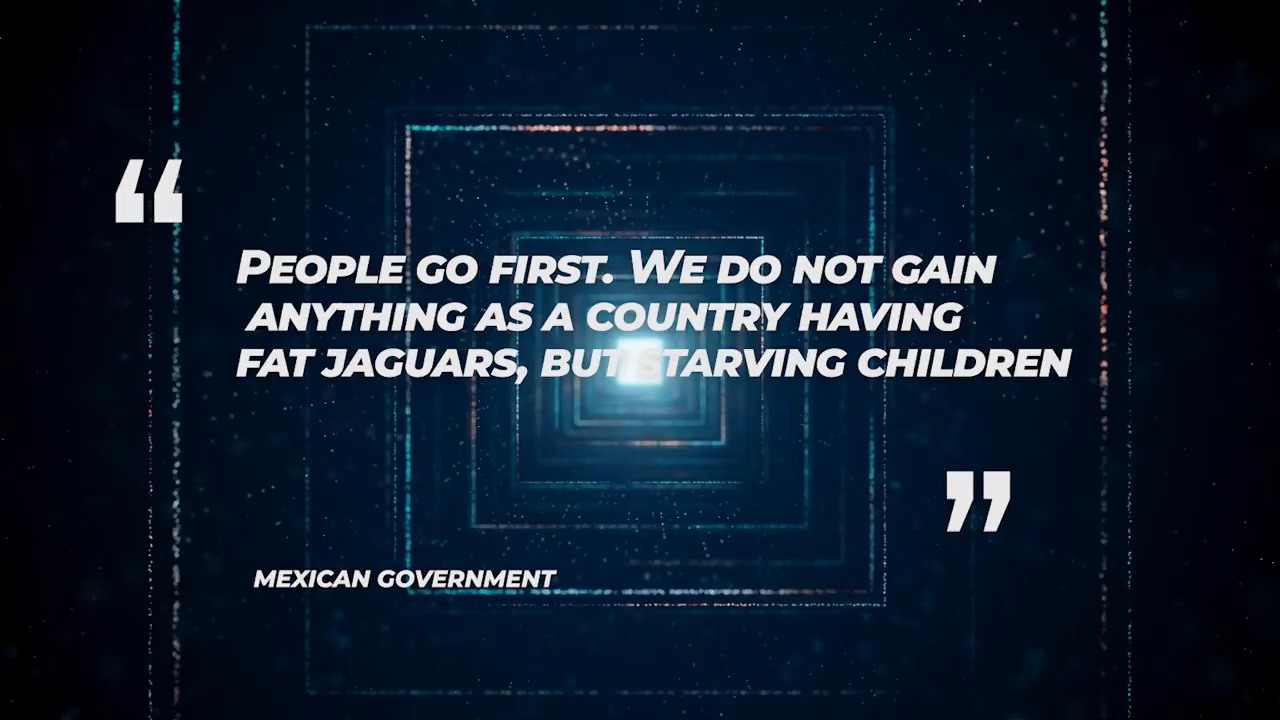 “
PEOPLE GO FIRST. WE DO NOT GAIN
ANYTHING AS A COUNTRY HAVING
FAT JAGUARS, BUT STARVING CHILDREN
”
MEXICAN GOVERNMENT